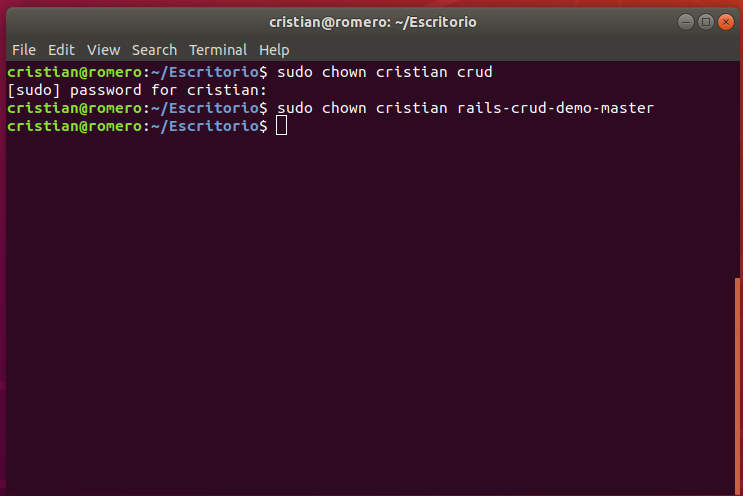 cristian@romero: ~/Escritorio
File Edit View Search Terminal Help
cristian@romero:~/Escritorio$ sudo chown cristian crud
[sudo] password for cristian:
cristian@romero:~/Escritorio$ sudo chown cristian rails-crud-demo-master
cristian@romero:~/Escritorio$